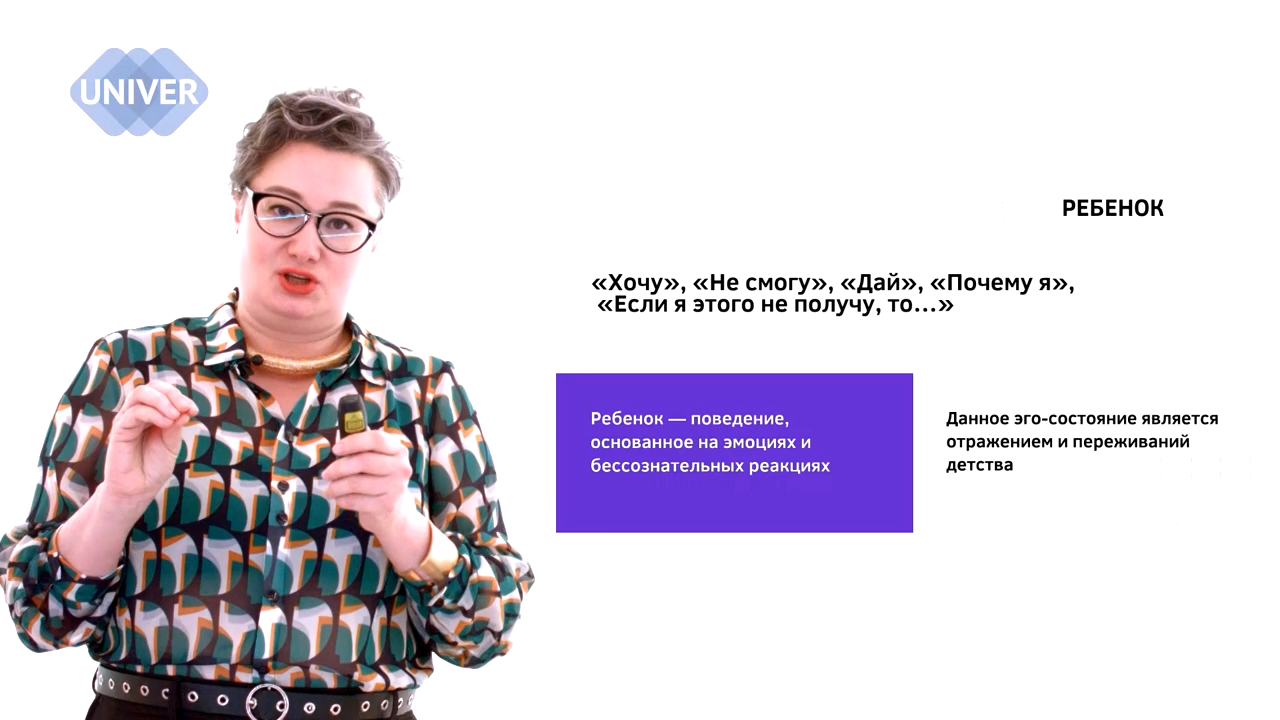 UNIVER
РЕБЕНОК
«Хочу», «Не смогу», «Дай», «Почему я»,
«Если я этого не получу, то...»
Ребенок — поведение,
основанное на эмоциях и
бессознательных реакциях
Данное эго-состояние является
отражением и переживаний
детства